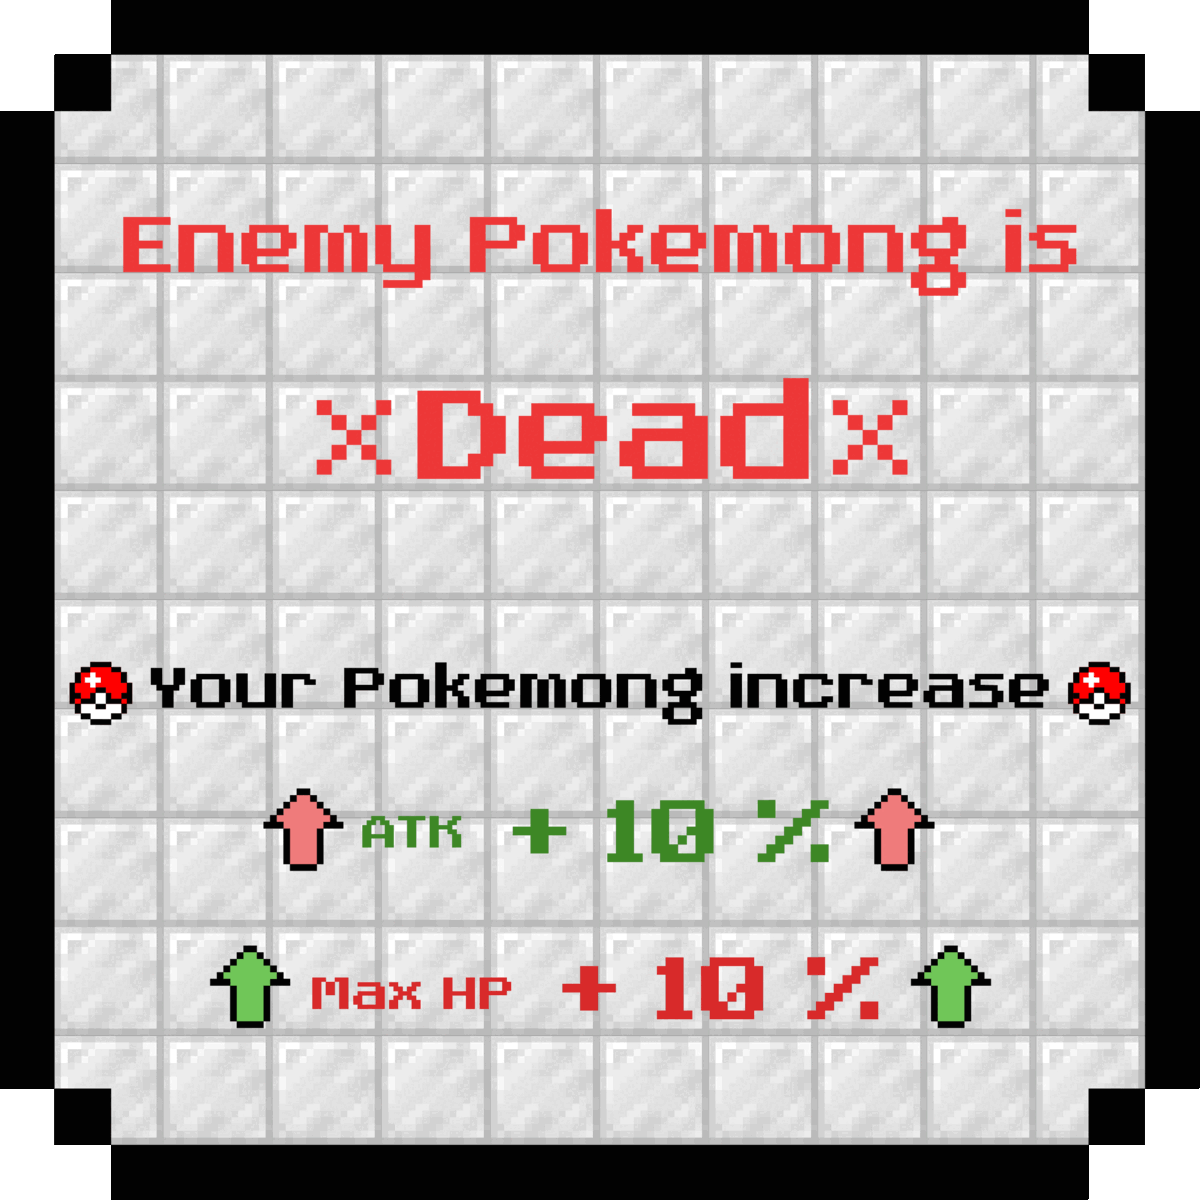 Enemy Pokemong is
xDeadx
Your Pokemong increase
ATK + 10 %
Max HP + 10 %